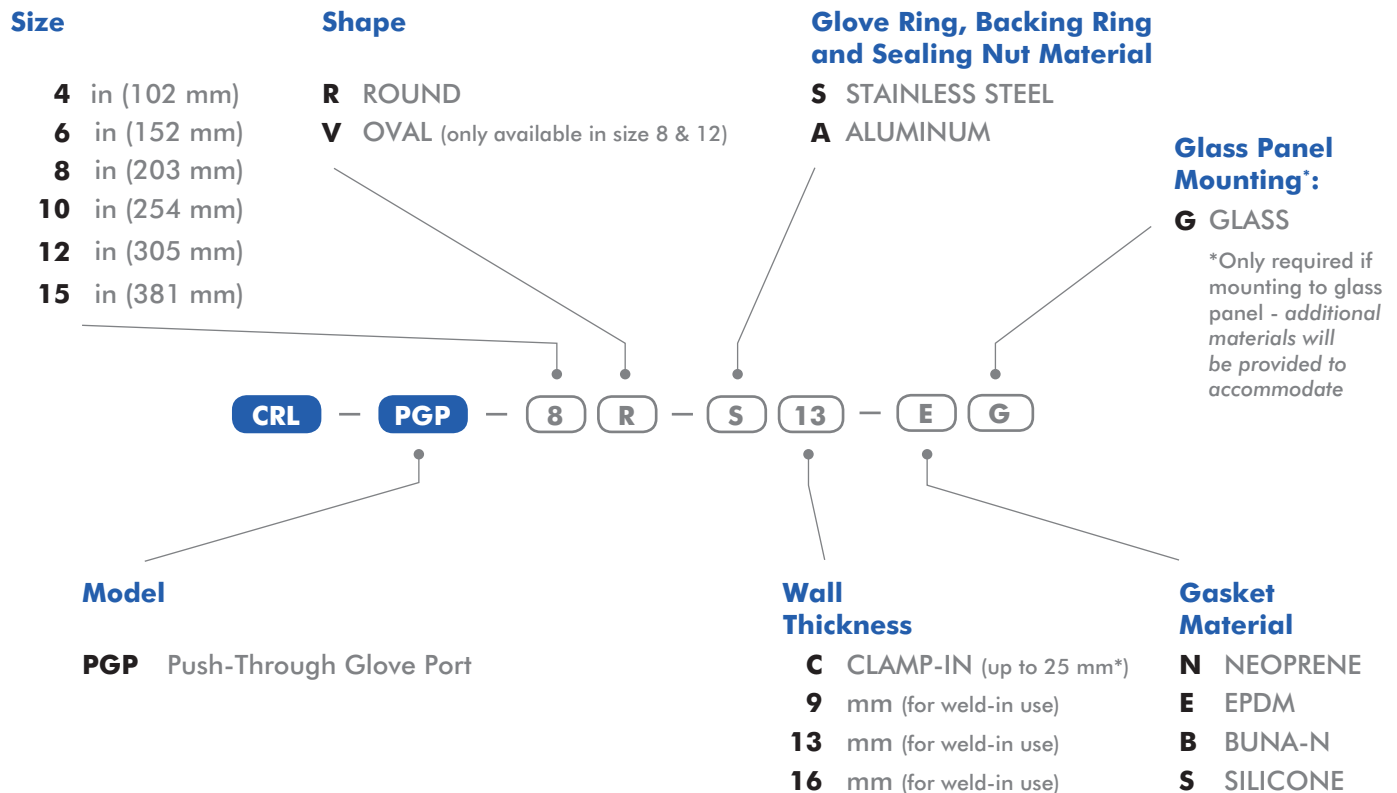 Size
4 in (102 mm)
6 in (152 mm)
8 in (203 mm)
10 in (254 mm)
12 in (305 mm)
15 in (381 mm)
Shape
R ROUND
V OVAL (only available in size 8 & 12)
Glove Ring, Backing Ring
and Sealing Nut Material
S STAINLESS STEEL
A ALUMINUM
Glass Panel
Mounting*:
G GLASS
*Only required if
mounting to glass
panel - additional
materials will
be provided to
accommodate
CRL – PGP – 8 R – S 13 – E G
Model
PGP Push-Through Glove Port
Wall
Thickness
C CLAMP-IN (up to 25 mm*)
9 mm (for weld-in use)
13 mm (for weld-in use)
16 mm (for weld-in use)
Gasket
Material
N NEOPRENE
E EPDM
B BUNA-N
S SILICONE